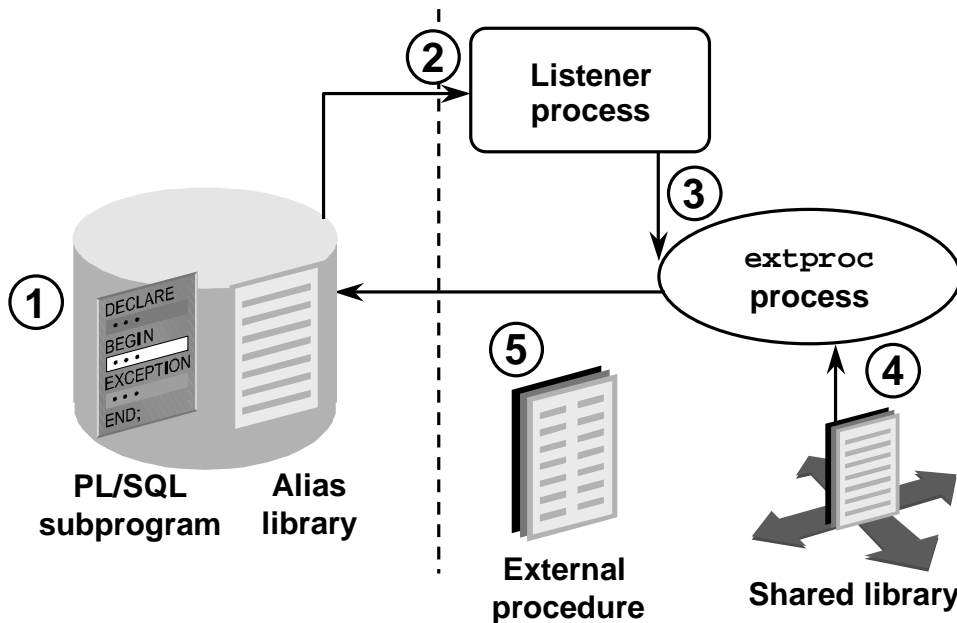 2
Listener
process
3
extproc
process
1
DECLARE
•••
BEGIN
•••
EXCEPTION
•••
END;
5
4
PL/SQL
subprogram
Alias
library
External
procedure
Shared library